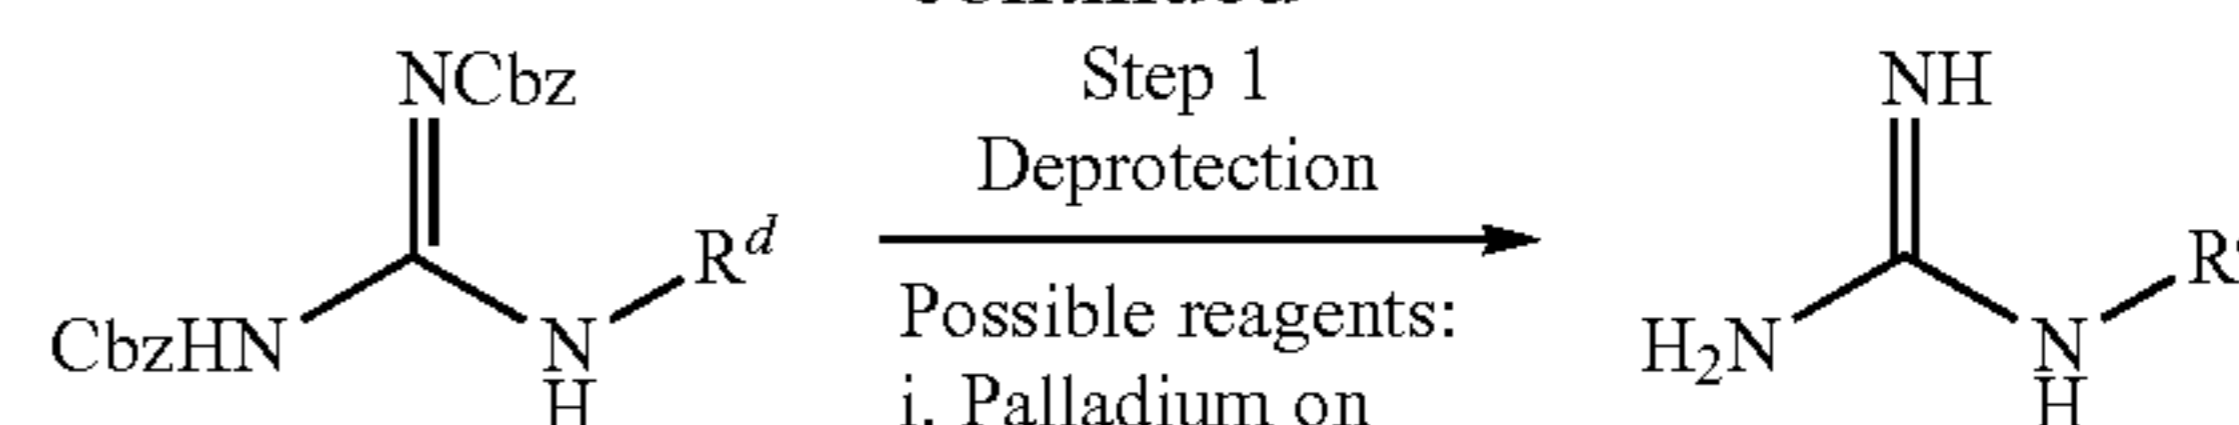 NCbz
CbzHN
N
H
R^d
Step 1
Deprotection
Possible reagents:
i. Palladium on
NH
H₂N
N
H
R